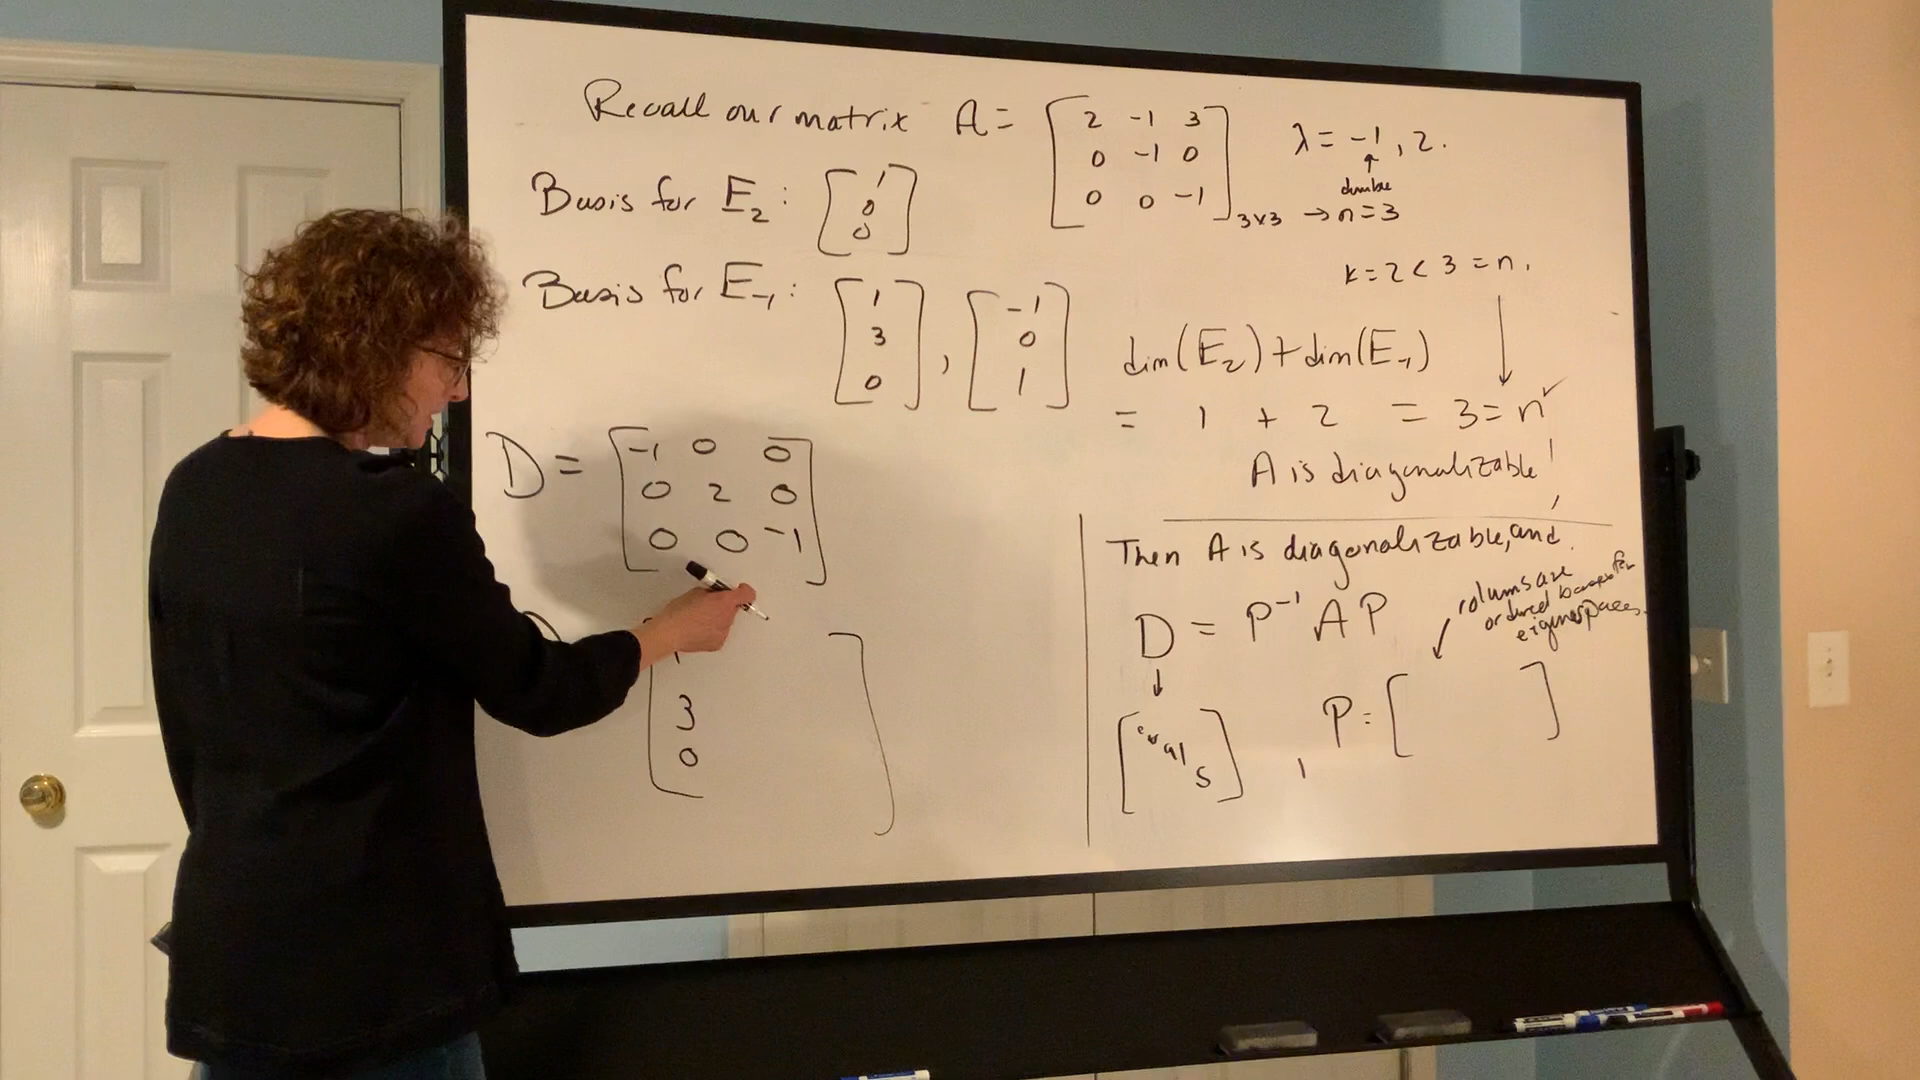 Recall our matrix A = [ 2 -1 3
0 -1 0
0 0 -1 ] 3x3 → n = 3
λ = -1, 2.
↑
double
Basis for E₂: [ 1
0
0 ]
Basis for E₋₁: [ 1
3
0 ] , [ -1
0
1 ]
k = 2 < 3 = n.
dim(E₂) + dim(E₋₁)
= 1 + 2 = 3 = n ✓
A is diagonalizable!
D = [ -1 0 0
0 2 0
0 0 -1 ]
[ 1
3
0 ]
Then A is diagonalizable, and
D = P⁻¹ A P
↓
[ evals ] , P = [ ]
columns are
ordered bases for
eigenspaces.